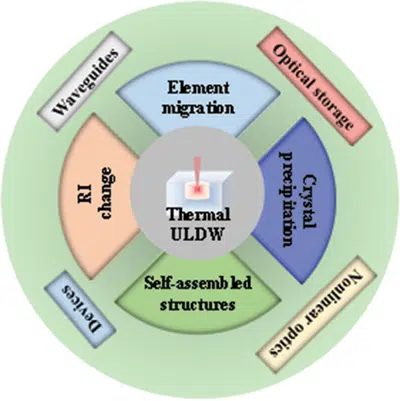 Waveguides
Optical storage
Element
migration
RI
change
Crystal
precipitation
Thermal
ULDW
Self-assembled
structures
Devices
Nonlinear optics